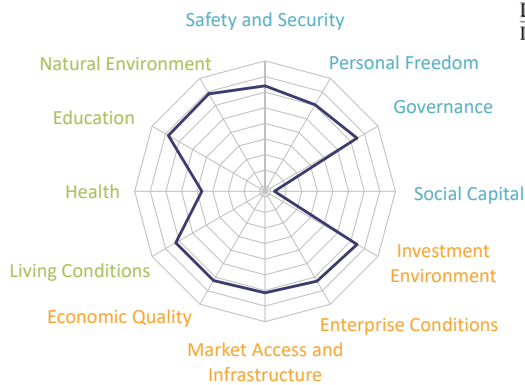 Safety and Security
Natural Environment
Personal Freedom
Education
Governance
Health
Social Capital
Investment
Environment
Living Conditions
Economic Quality
Enterprise Conditions
Market Access and
Infrastructure